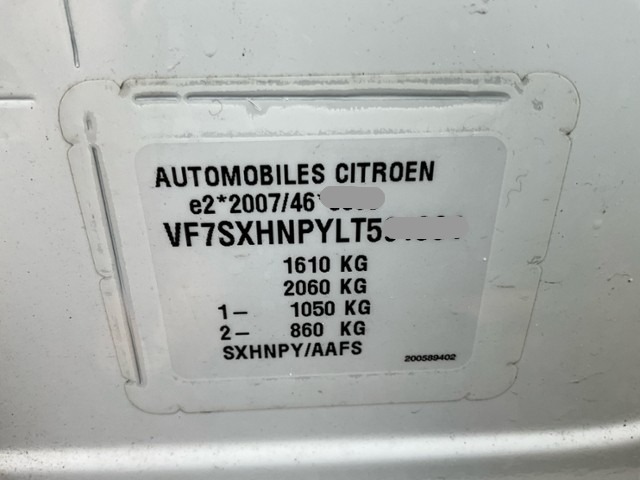 AUTOMOBILES CITROEN
e2*2007/46*
VF7SXHNPYLT5
1610 KG
2060 KG
1– 1050 KG
2– 860 KG
SXHNPY/AAFS
200589402